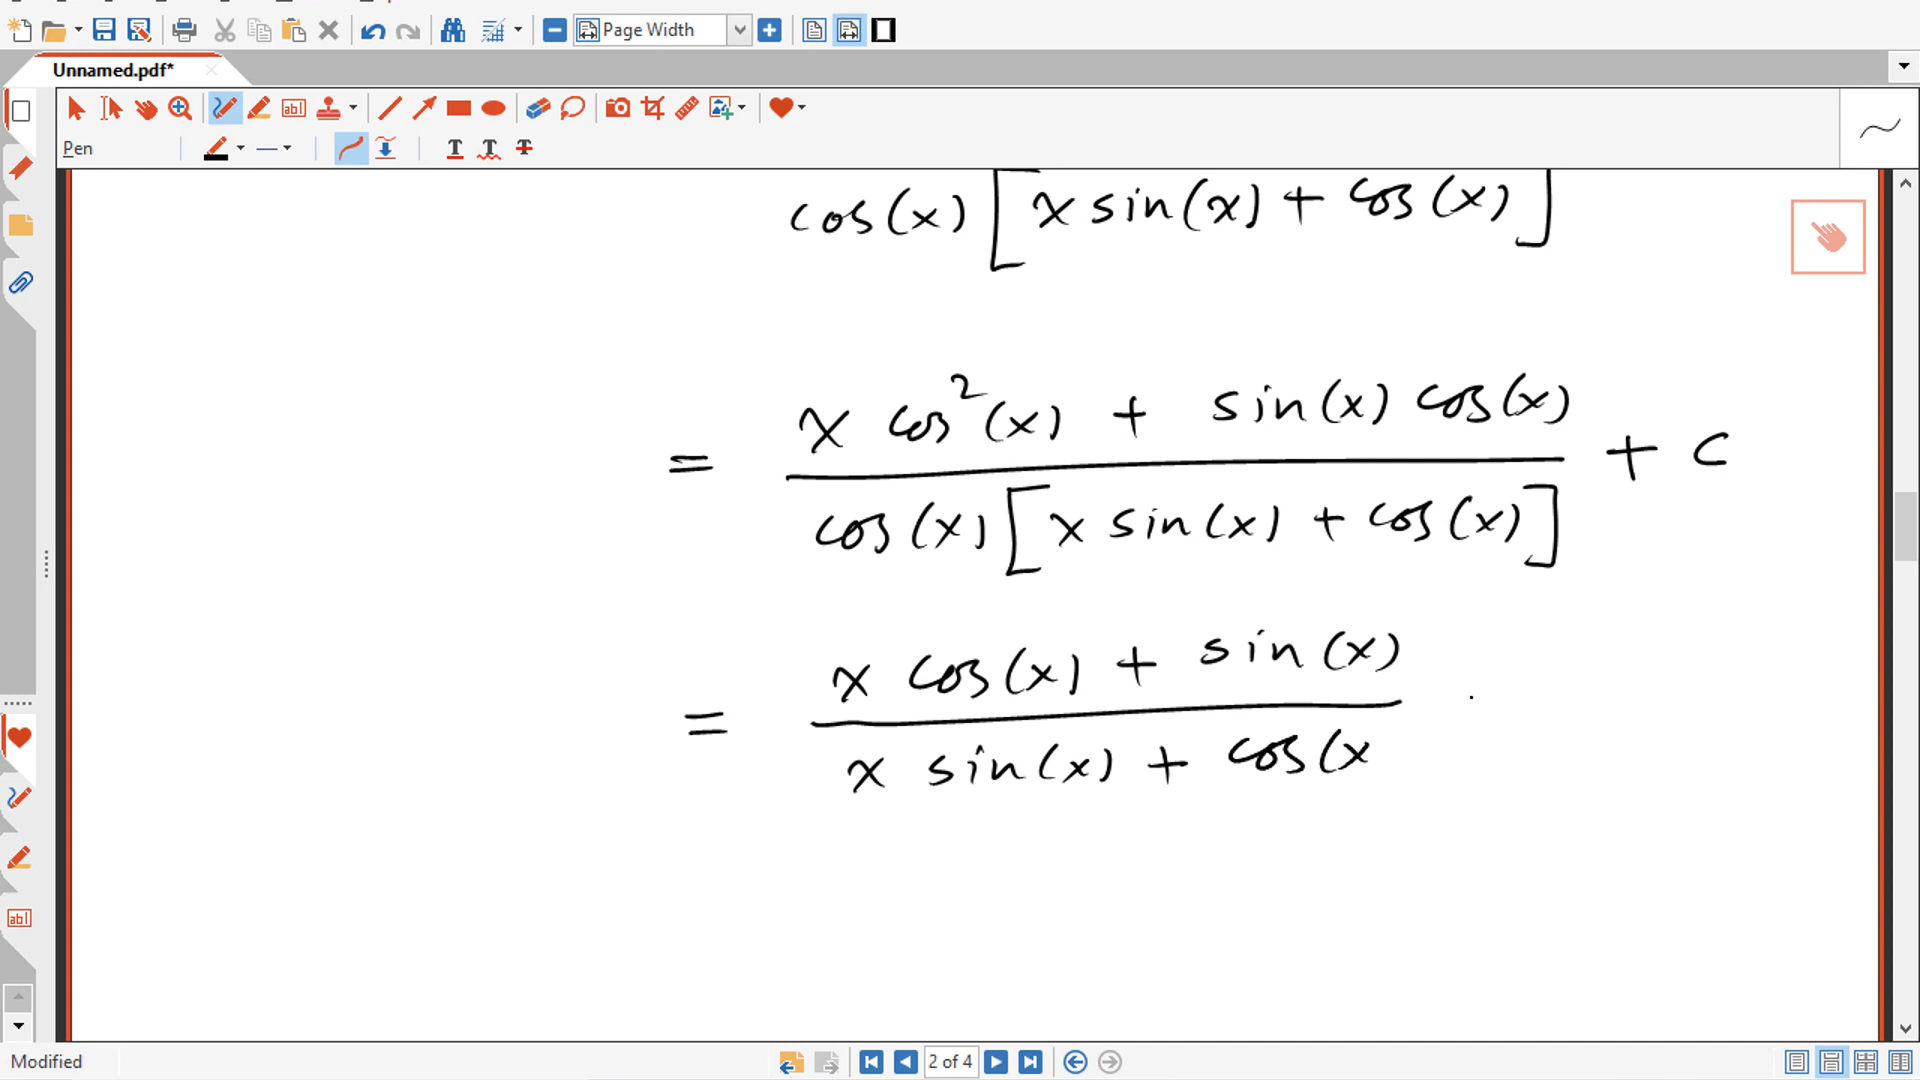 Page Width
Unnamed.pdf*
Pen
cos(x) [x sin(x) + cos(x)]
= (x cos²(x) + sin(x) cos(x)) / (cos(x) [x sin(x) + cos(x)]) + c
= (x cos(x) + sin(x)) / (x sin(x) + cos(x
Modified
2 of 4